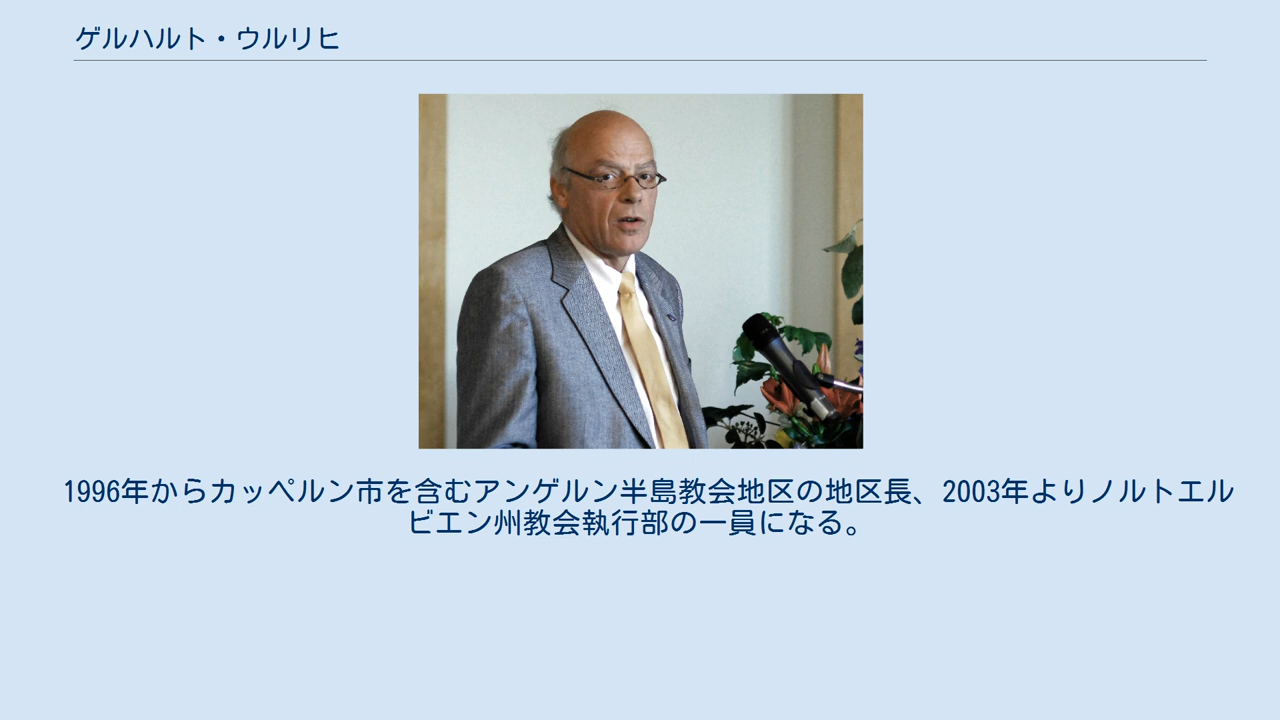 ゲルハルト・ウルリヒ
1996年からカッペルン市を含むアンゲルン半島教会地区の地区長、2003年よりノルトエル
ビエン州教会執行部の一員になる。